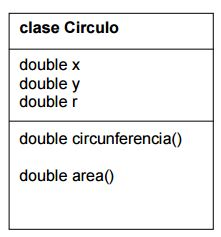 clase Circulo
double x
double y
double r
double circunferencia()
double area()